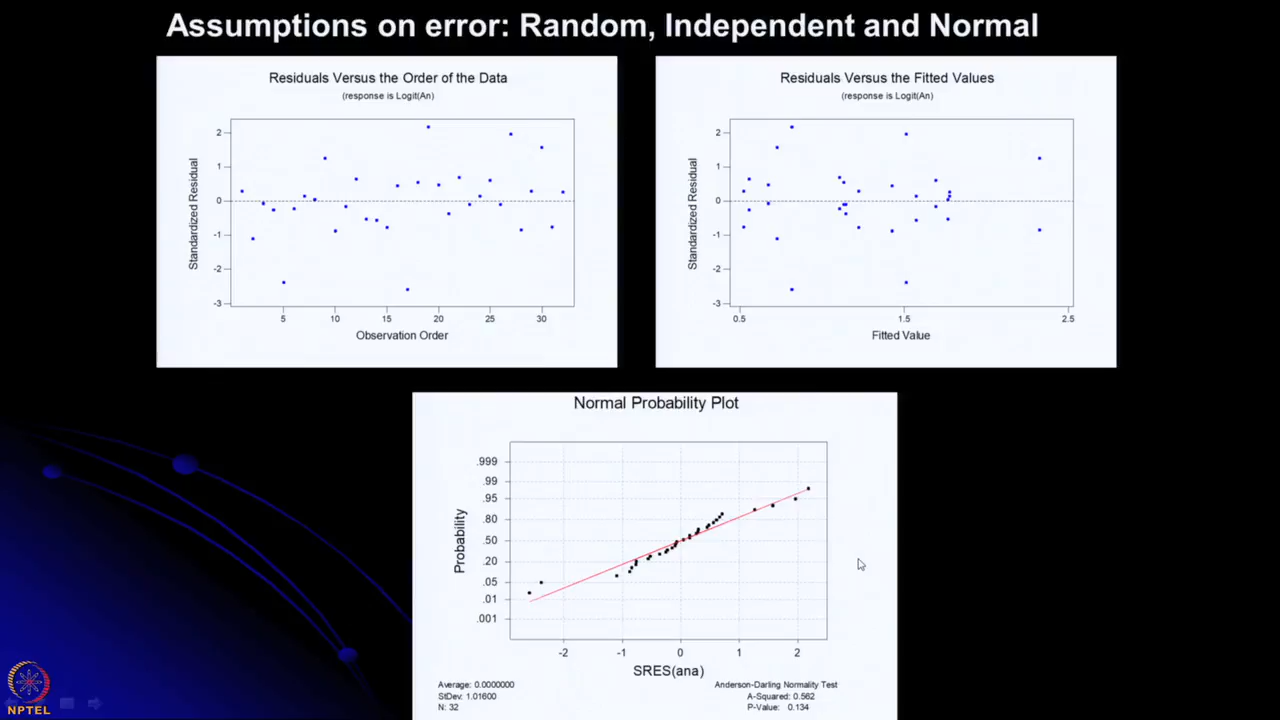 Assumptions on error: Random, Independent and Normal
Residuals Versus the Order of the Data
(response is Logit(An)
2
1
0
-1
-2
-3
Standardized Residual
5
10
15
20
25
30
Observation Order
Residuals Versus the Fitted Values
(response is Logit(An)
2
1
0
-1
-2
-3
Standardized Residual
0.5
1.5
2.5
Fitted Value
Normal Probability Plot
.999
.99
.95
.80
.50
.20
.05
.01
.001
Probability
-2
-1
0
1
2
SRES(ana)
Average: 0.0000000
StDev: 1.01600
N: 32
Anderson-Darling Normality Test
A-Squared: 0.562
P-Value: 0.134
NPTEL